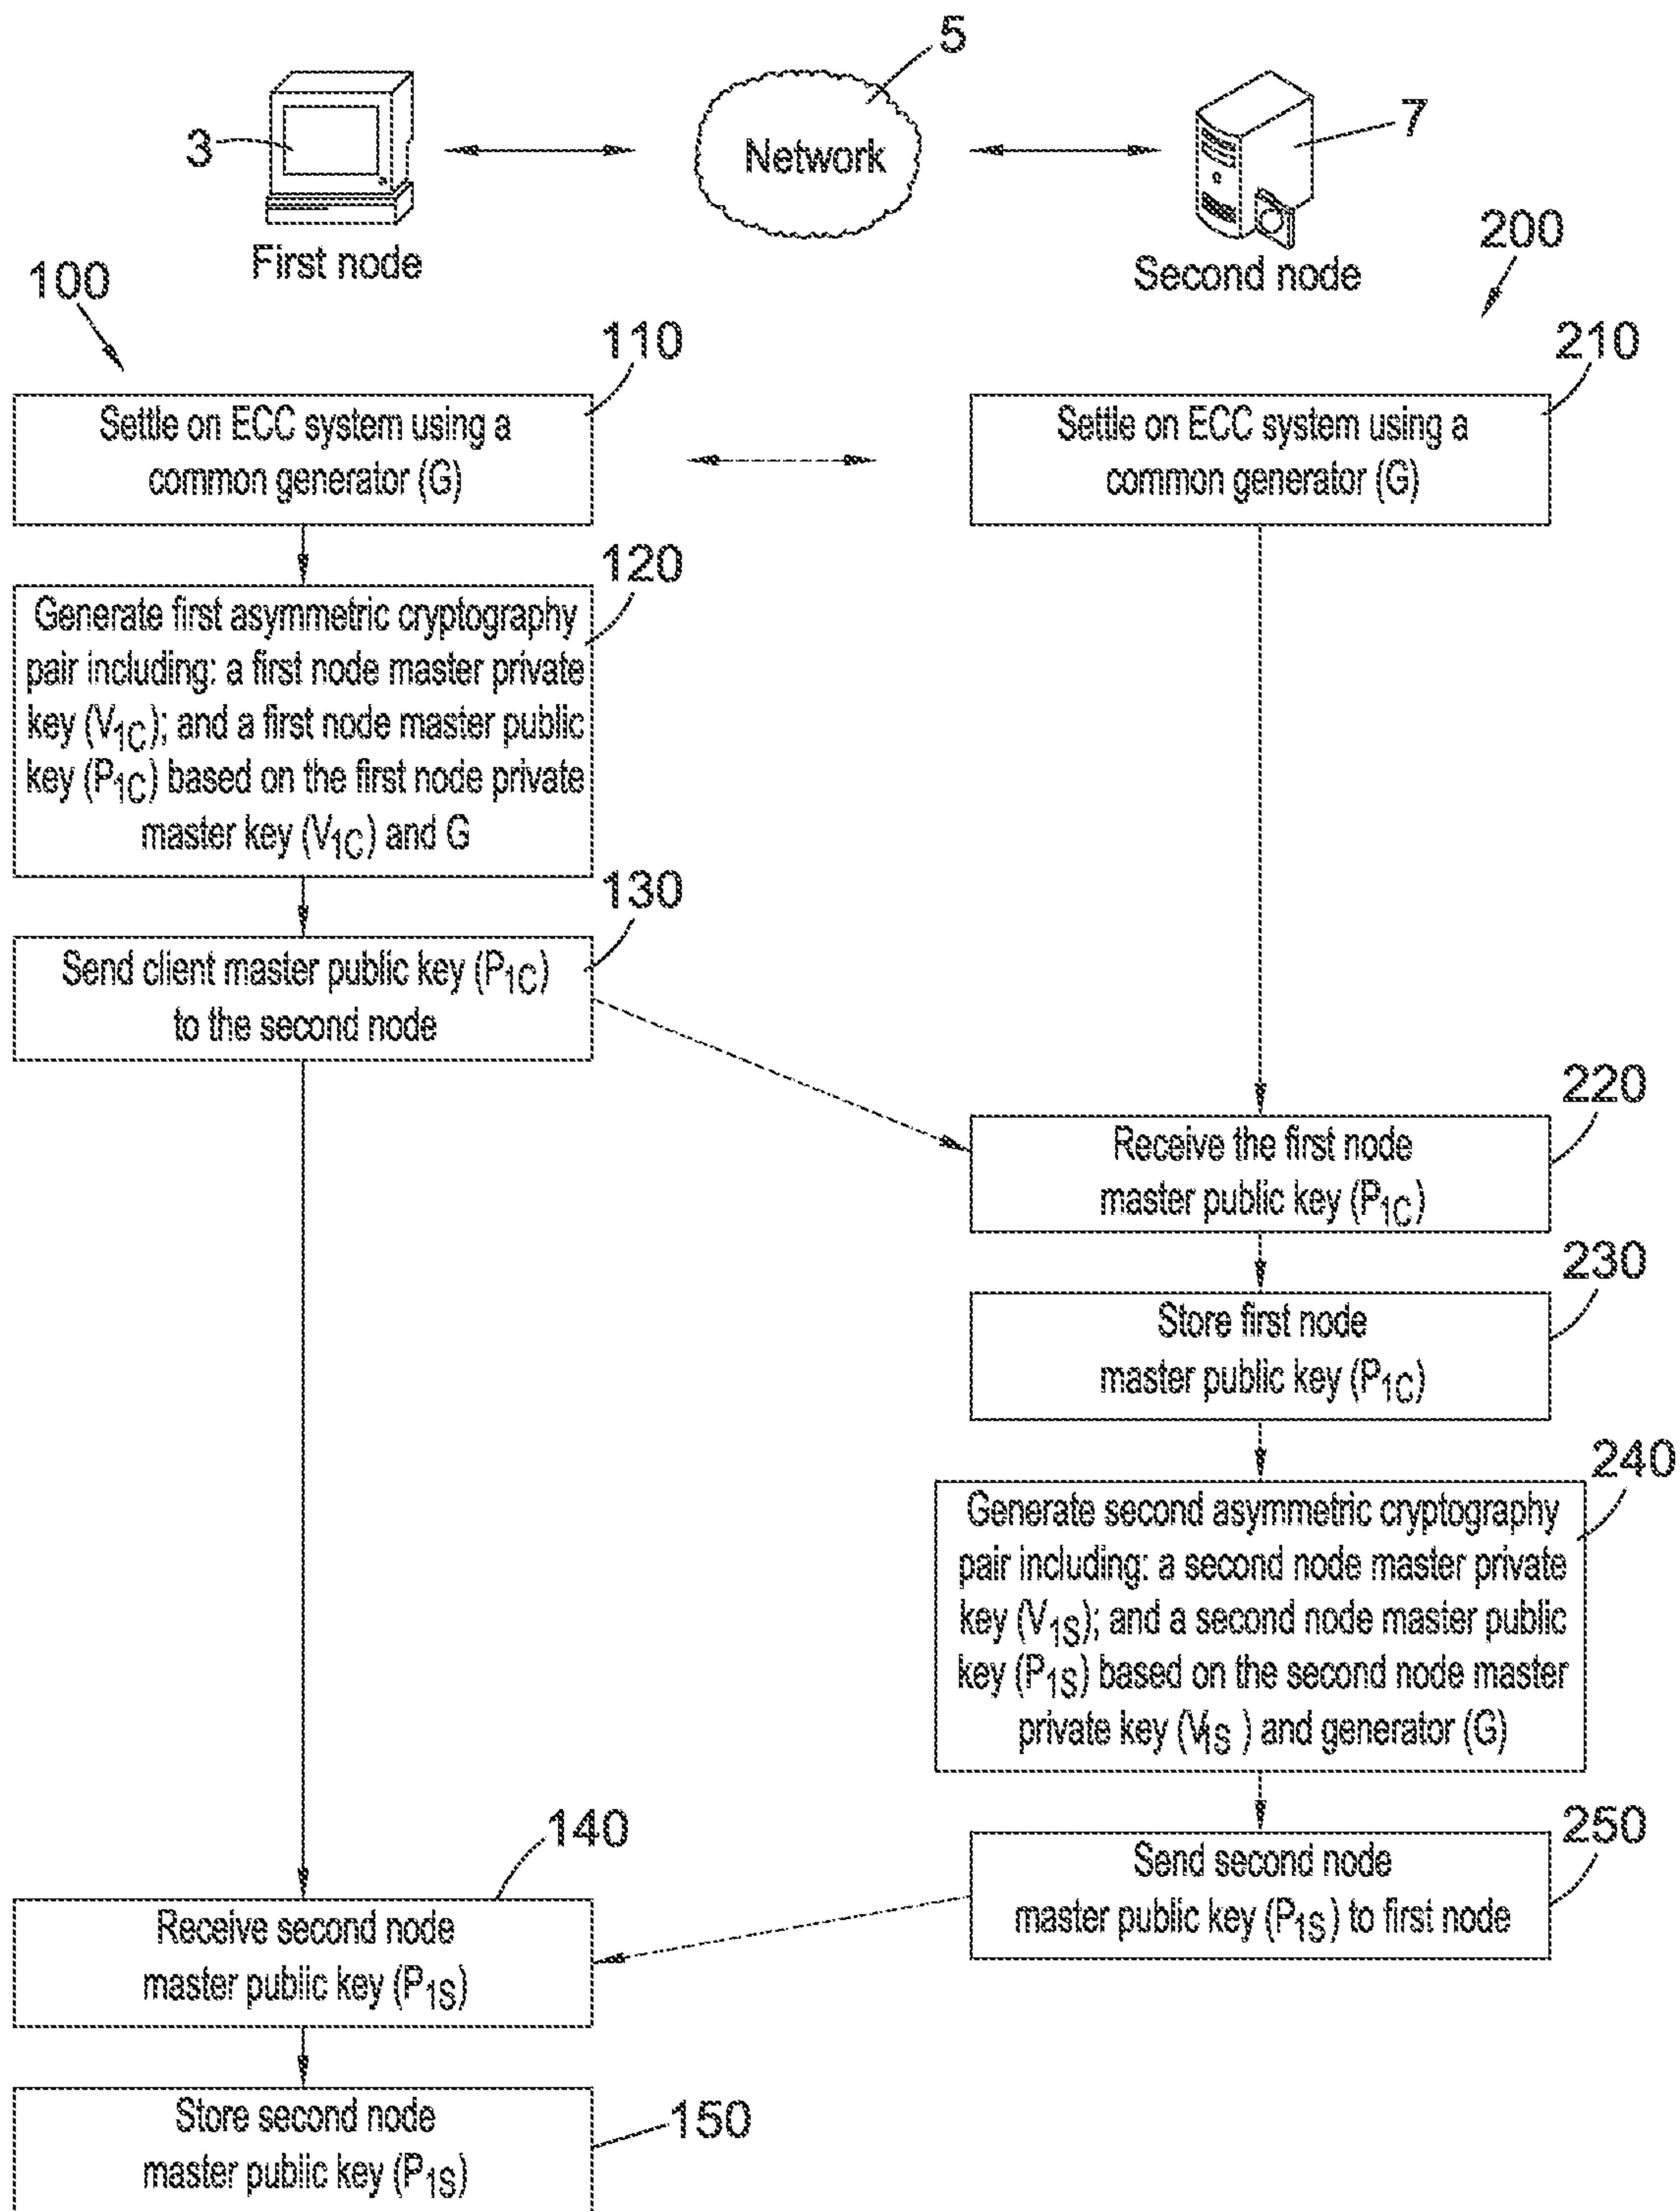 5
3
Network
7
First node
Second node
200
100
110
210
Settle on ECC system using a
common generator (G)
Settle on ECC system using a
common generator (G)
120
Generate first asymmetric cryptography
pair including: a first node master private
key (V1C); and a first node master public
key (P1C) based on the first node private
master key (V1C) and G
130
Send client master public key (P1C)
to the second node
220
Receive the first node
master public key (P1C)
230
Store first node
master public key (P1C)
240
Generate second asymmetric cryptography
pair including: a second node master private
key (V1S); and a second node master public
key (P1S) based on the second node master
private key (V1S ) and generator (G)
250
Send second node
master public key (P1S) to first node
140
Receive second node
master public key (P1S)
Store second node
master public key (P1S)
150